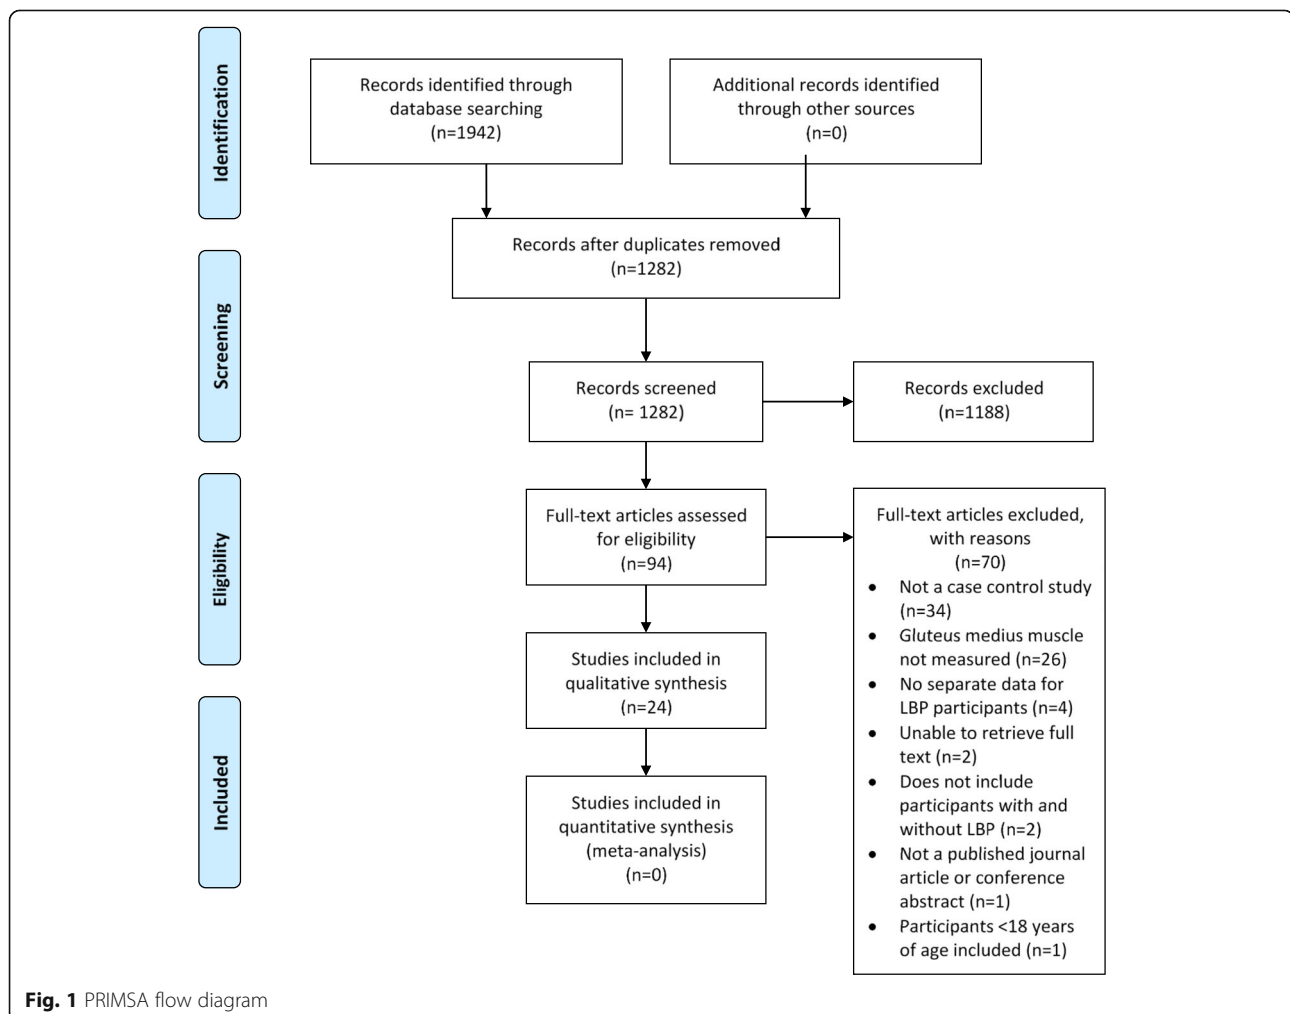 Identification
Records identified through
database searching
(n=1942)
Additional records identified
through other sources
(n=0)
Records after duplicates removed
(n=1282)
Screening
Records screened
(n= 1282)
Records excluded
(n=1188)
Eligibility
Full-text articles assessed
for eligibility
(n=94)
Full-text articles excluded,
with reasons
(n=70)
• Not a case control study
(n=34)
• Gluteus medius muscle
not measured (n=26)
• No separate data for
LBP participants (n=4)
• Unable to retrieve full
text (n=2)
• Does not include
participants with and
without LBP (n=2)
• Not a published journal
article or conference
abstract (n=1)
• Participants <18 years
of age included (n=1)
Studies included in
qualitative synthesis
(n=24)
Included
Studies included in
quantitative synthesis
(meta-analysis)
(n=0)
Fig. 1 PRIMSA flow diagram